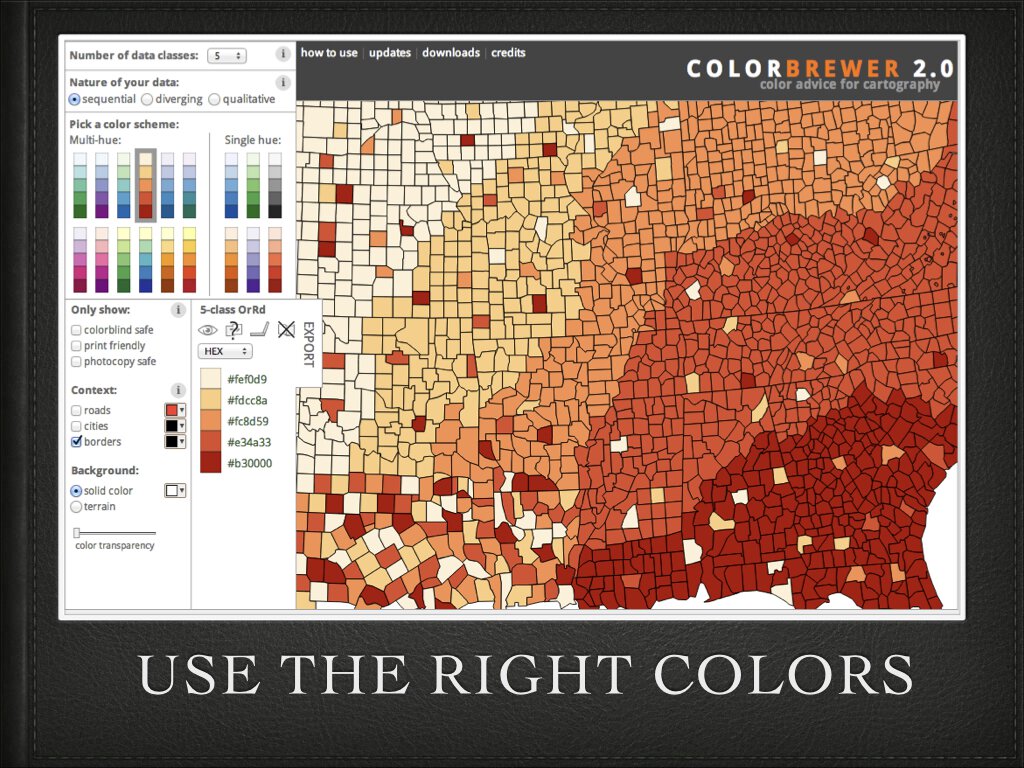 Number of data classes: 5 i
how to use | updates | downloads | credits
COLORBREWER 2.0
color advice for cartography
Nature of your data: i
sequential diverging qualitative
Pick a color scheme:
Multi-hue: Single hue:
Only show: i
colorblind safe
print friendly
photocopy safe
Context: i
roads
cities
borders
Background:
solid color
terrain
color transparency
5-class OrRd
?
HEX
EXPORT
#fef0d9
#fdcc8a
#fc8d59
#e34a33
#b30000
USE THE RIGHT COLORS